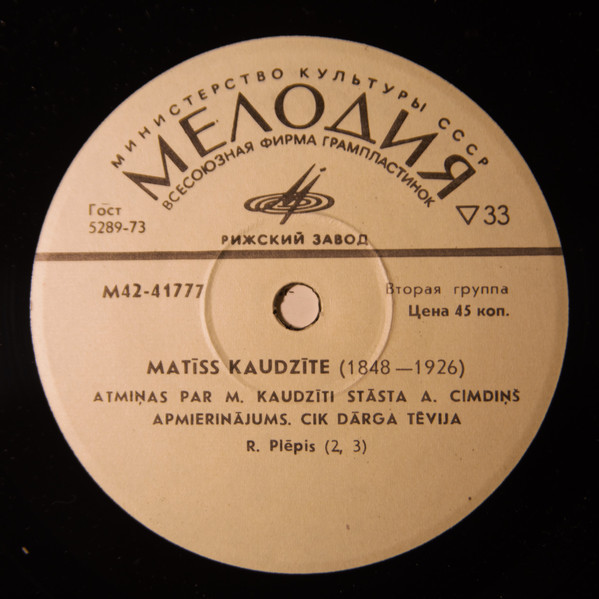 МИНИСТЕРСТВО КУЛЬТУРЫ СССР
МЕЛОДИЯ
ВСЕСОЮЗНАЯ ФИРМА ГРАМПЛАСТИНОК
Гост
5289-73
▽33
РИЖСКИЙ ЗАВОД
М42-41777
Вторая группа
Цена 45 коп.
MATĪSS KAUDZĪTE (1848—1926)
ATMIŅAS PAR M. KAUDZĪTI STĀSTA A. CIMDIŅŠ
APMIERINĀJUMS. CIK DĀRGA TĒVIJA
R. Plēpis (2, 3)